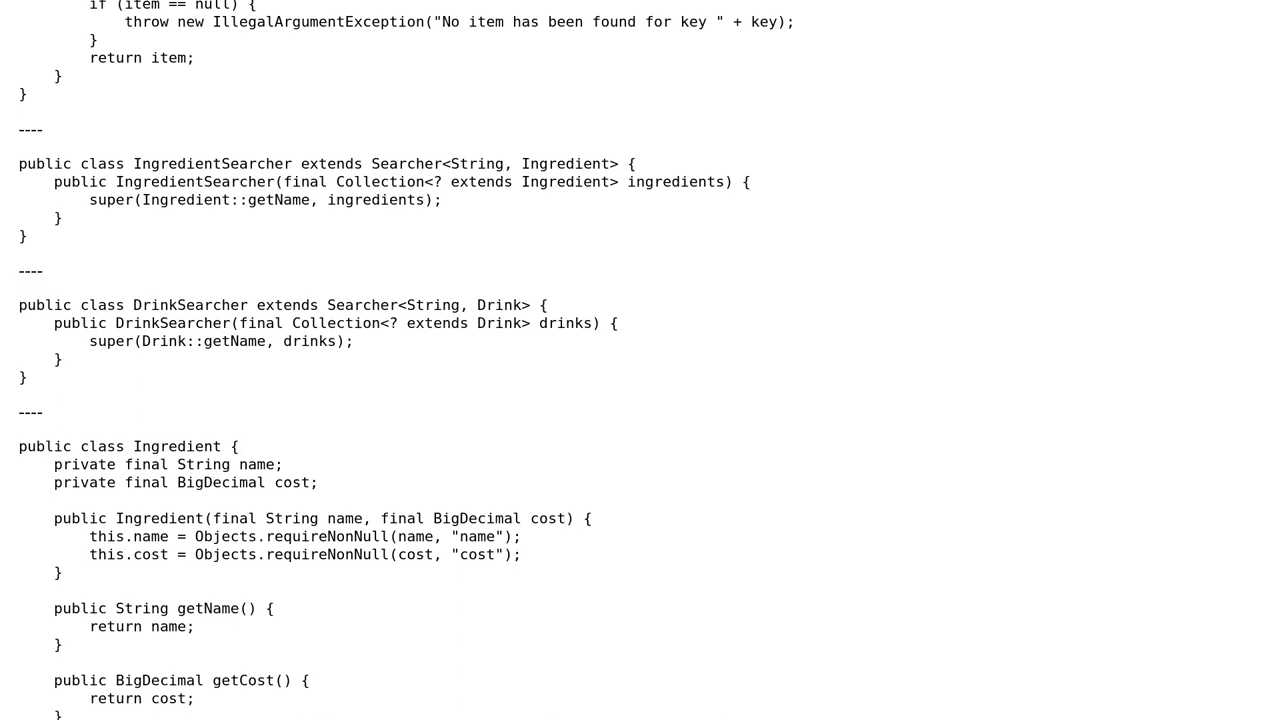 if (item == null) {
            throw new IllegalArgumentException("No item has been found for key " + key);
        }
        return item;
    }
}

----

public class IngredientSearcher extends Searcher<String, Ingredient> {
    public IngredientSearcher(final Collection<? extends Ingredient> ingredients) {
        super(Ingredient::getName, ingredients);
    }
}

----

public class DrinkSearcher extends Searcher<String, Drink> {
    public DrinkSearcher(final Collection<? extends Drink> drinks) {
        super(Drink::getName, drinks);
    }
}

----

public class Ingredient {
    private final String name;
    private final BigDecimal cost;

    public Ingredient(final String name, final BigDecimal cost) {
        this.name = Objects.requireNonNull(name, "name");
        this.cost = Objects.requireNonNull(cost, "cost");
    }

    public String getName() {
        return name;
    }

    public BigDecimal getCost() {
        return cost;
    }